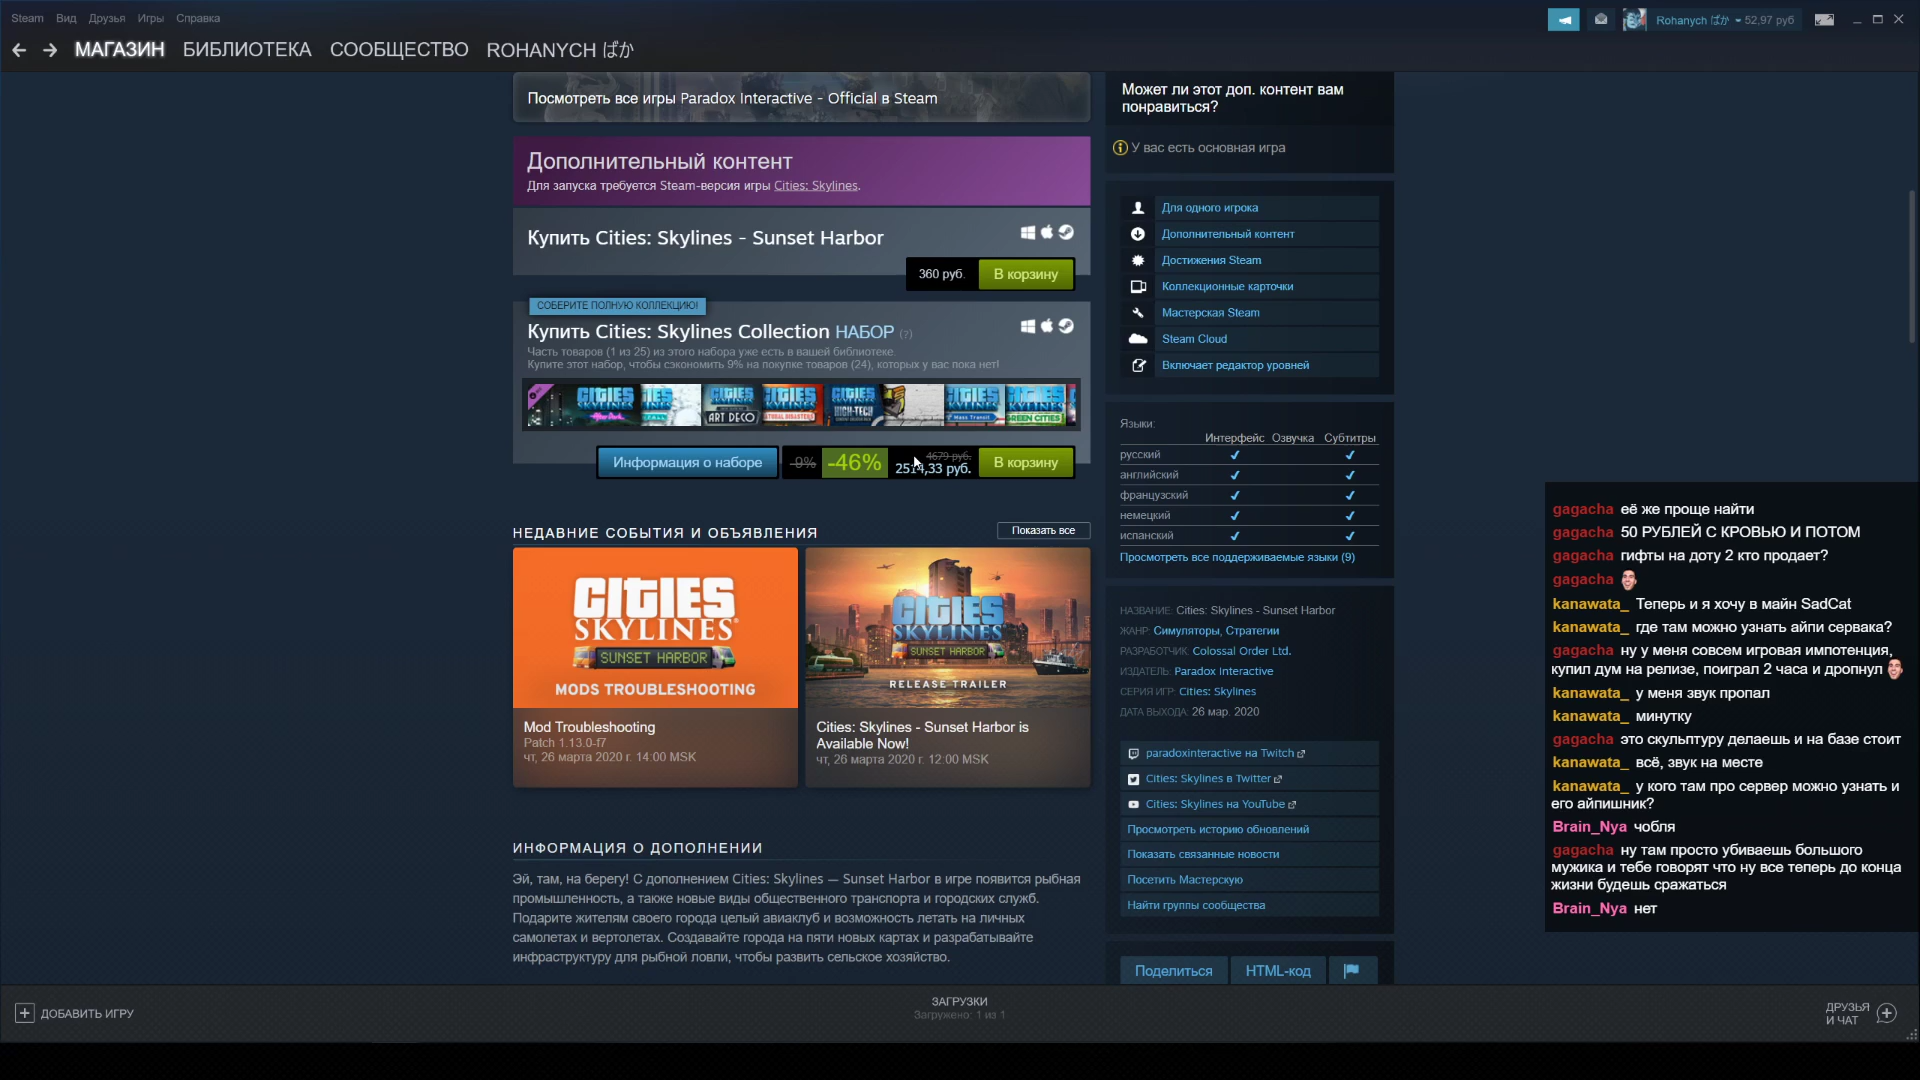 Steam Вид Друзья Игры Справка
Rohanych ばか 52,97 руб
МАГАЗИН БИБЛИОТЕКА СООБЩЕСТВО ROHANYCH ばか
Посмотреть все игры Paradox Interactive - Official в Steam
Дополнительный контент
Для запуска требуется Steam-версия игры Cities: Skylines.
Купить Cities: Skylines - Sunset Harbor
360 руб. В корзину
СОБЕРИТЕ ПОЛНУЮ КОЛЛЕКЦИЮ!
Купить Cities: Skylines Collection НАБОР (?)
Часть товаров (1 из 25) из этого набора уже есть в вашей библиотеке.
Купите этот набор, чтобы сэкономить 9% на покупке товаров (24), которых у вас пока нет!
ART DECO
HIGH-TECH
Mass Transit
GREEN CITIES
Информация о наборе -9% -46% 4679 руб.
2514,33 руб. В корзину
НЕДАВНИЕ СОБЫТИЯ И ОБЪЯВЛЕНИЯ Показать все
CITIES
SKYLINES
SUNSET HARBOR
MODS TROUBLESHOOTING
Mod Troubleshooting
Patch 1.13.0-f7
чт, 26 марта 2020 г. 14:00 MSK
CITIES
SKYLINES
SUNSET HARBOR
RELEASE TRAILER
Cities: Skylines - Sunset Harbor is
Available Now!
чт, 26 марта 2020 г. 12:00 MSK
ИНФОРМАЦИЯ О ДОПОЛНЕНИИ
Эй, там, на берегу! С дополнением Cities: Skylines — Sunset Harbor в игре появится рыбная
промышленность, а также новые виды общественного транспорта и городских служб.
Подарите жителям своего города целый авиаклуб и возможность летать на личных
самолетах и вертолетах. Создавайте города на пяти новых картах и разрабатывайте
инфраструктуру для рыбной ловли, чтобы развить сельское хозяйство.
Может ли этот доп. контент вам
понравиться?
У вас есть основная игра
Для одного игрока
Дополнительный контент
Достижения Steam
Коллекционные карточки
Мастерская Steam
Steam Cloud
Включает редактор уровней
Языки:
Интерфейс Озвучка Субтитры
русский ✔ ✔
английский ✔ ✔
французский ✔ ✔
немецкий ✔ ✔
испанский ✔ ✔
Просмотреть все поддерживаемые языки (9)
НАЗВАНИЕ: Cities: Skylines - Sunset Harbor
ЖАНР: Симуляторы, Стратегии
РАЗРАБОТЧИК: Colossal Order Ltd.
ИЗДАТЕЛЬ: Paradox Interactive
СЕРИЯ ИГР: Cities: Skylines
ДАТА ВЫХОДА: 26 мар. 2020
paradoxinteractive на Twitch
Cities: Skylines в Twitter
Cities: Skylines на YouTube
Просмотреть историю обновлений
Показать связанные новости
Посетить Мастерскую
Найти группы сообщества
Поделиться HTML-код
gagacha её же проще найти
gagacha 50 РУБЛЕЙ С КРОВЬЮ И ПОТОМ
gagacha гифты на доту 2 кто продает?
gagacha
kanawata_ Теперь и я хочу в майн SadCat
kanawata_ где там можно узнать айпи сервака?
gagacha ну у меня совсем игровая импотенция,
купил дум на релизе, поиграл 2 часа и дропнул
kanawata_ у меня звук пропал
kanawata_ минутку
gagacha это скульптуру делаешь и на базе стоит
kanawata_ всё, звук на месте
kanawata_ у кого там про сервер можно узнать и
его айпишник?
Brain_Nya чобля
gagacha ну там просто убиваешь большого
мужика и тебе говорят что ну все теперь до конца
жизни будешь сражаться
Brain_Nya нет
ДОБАВИТЬ ИГРУ
ЗАГРУЗКИ
Загружено: 1 из 1
ДРУЗЬЯ
И ЧАТ